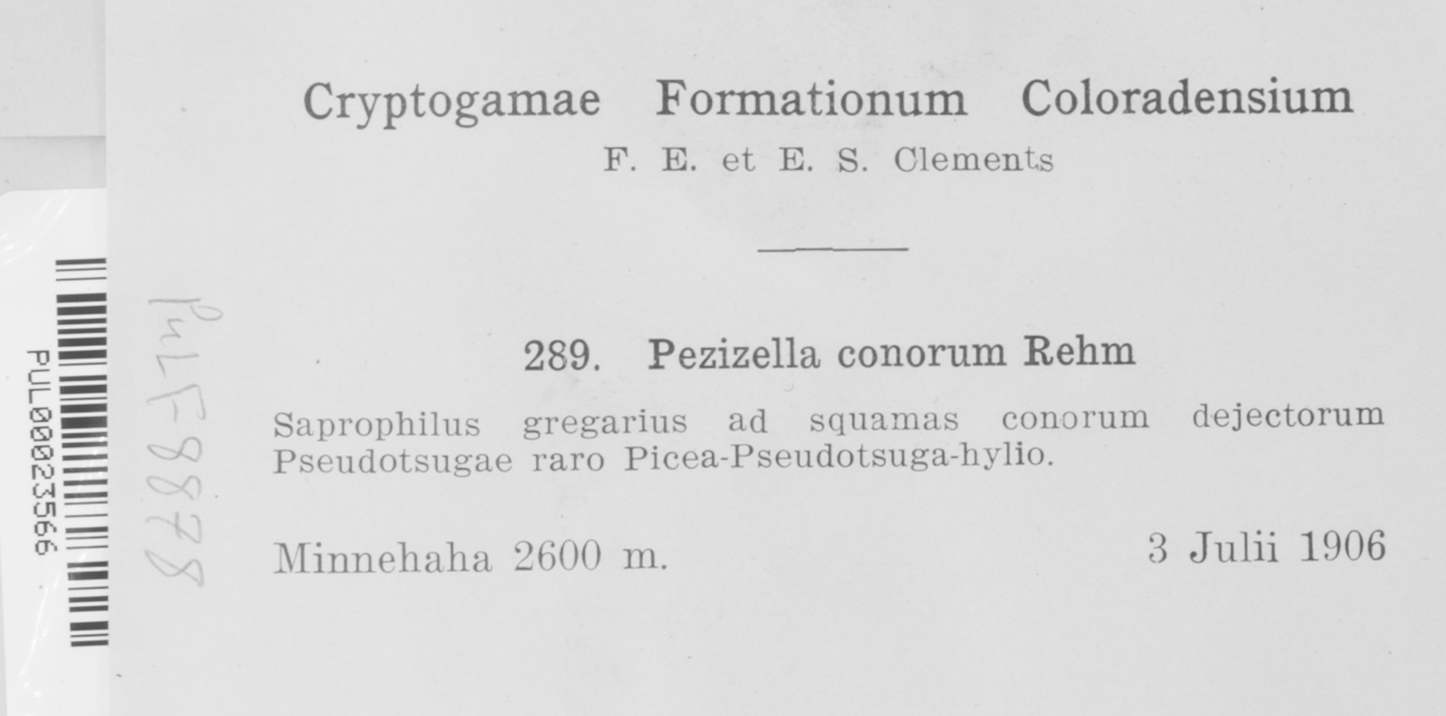 Cryptogamae Formationum Coloradensium
F. E. et E. S. Clements
289. Pezizella conorum Rehm
Saprophilus gregarius ad squamas conorum dejectorum
Pseudotsugae raro Picea-Pseudotsuga-hylio.
Minnehaha 2600 m. 3 Julii 1906
PUL00023566
PUL F8878